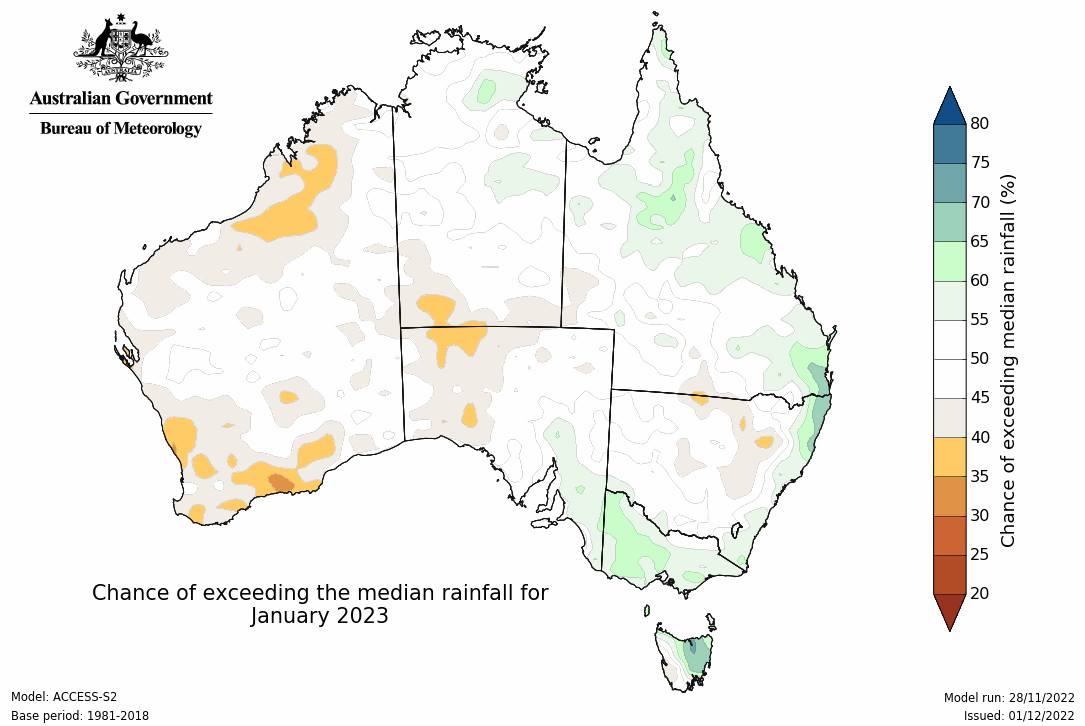 AUSTRALIA
Australian Government
Bureau of Meteorology
80
75
70
65
60
55
50
45
40
35
30
25
20
Chance of exceeding median rainfall (%)
Chance of exceeding the median rainfall for
January 2023
Model: ACCESS-S2
Base period: 1981-2018
Model run: 28/11/2022
Issued: 01/12/2022